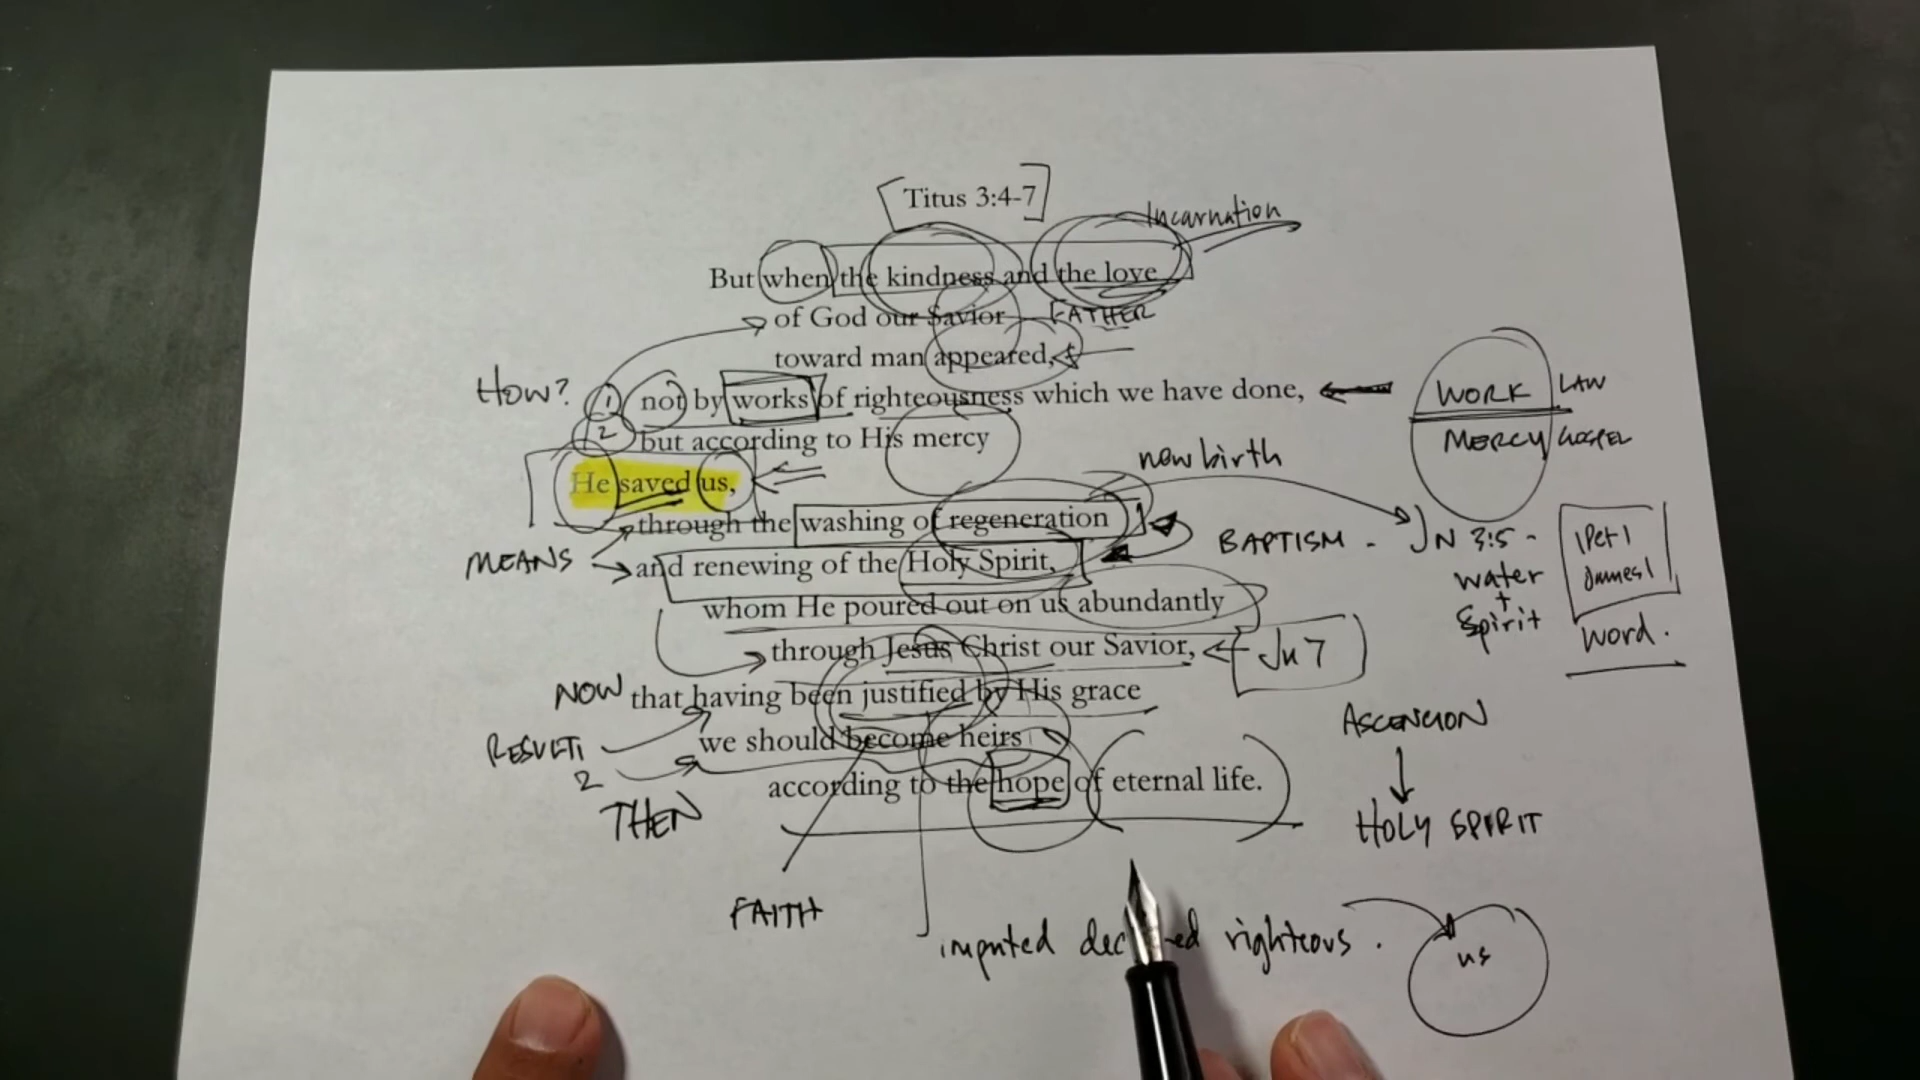 Titus 3:4-7
Incarnation
But when the kindness and the love
of God our Savior FATHER
toward man appeared,
HOW? 1 not by works of righteousness which we have done, WORK LAW
2 but according to His mercy MERCY GOSPEL
new birth
He saved us,
through the washing of regeneration BAPTISM - JN 3:5 - 1Pet 1
MEANS and renewing of the Holy Spirit, water James 1
whom He poured out on us abundantly + Spirit
through Jesus Christ our Savior, Jn 7 Word.
NOW that having been justified by His grace
RESULT 1 we should become heirs ASCENCION
2 according to the hope of eternal life.
THEN HOLY SPIRIT
FAITH
imputed righteous. us